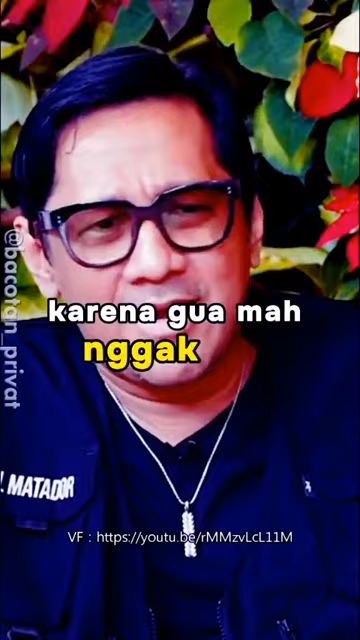 @bacotan_privat
karena gua mah
nggak
MATADOR
VF : https://youtu.be/rMMzvLcL11M